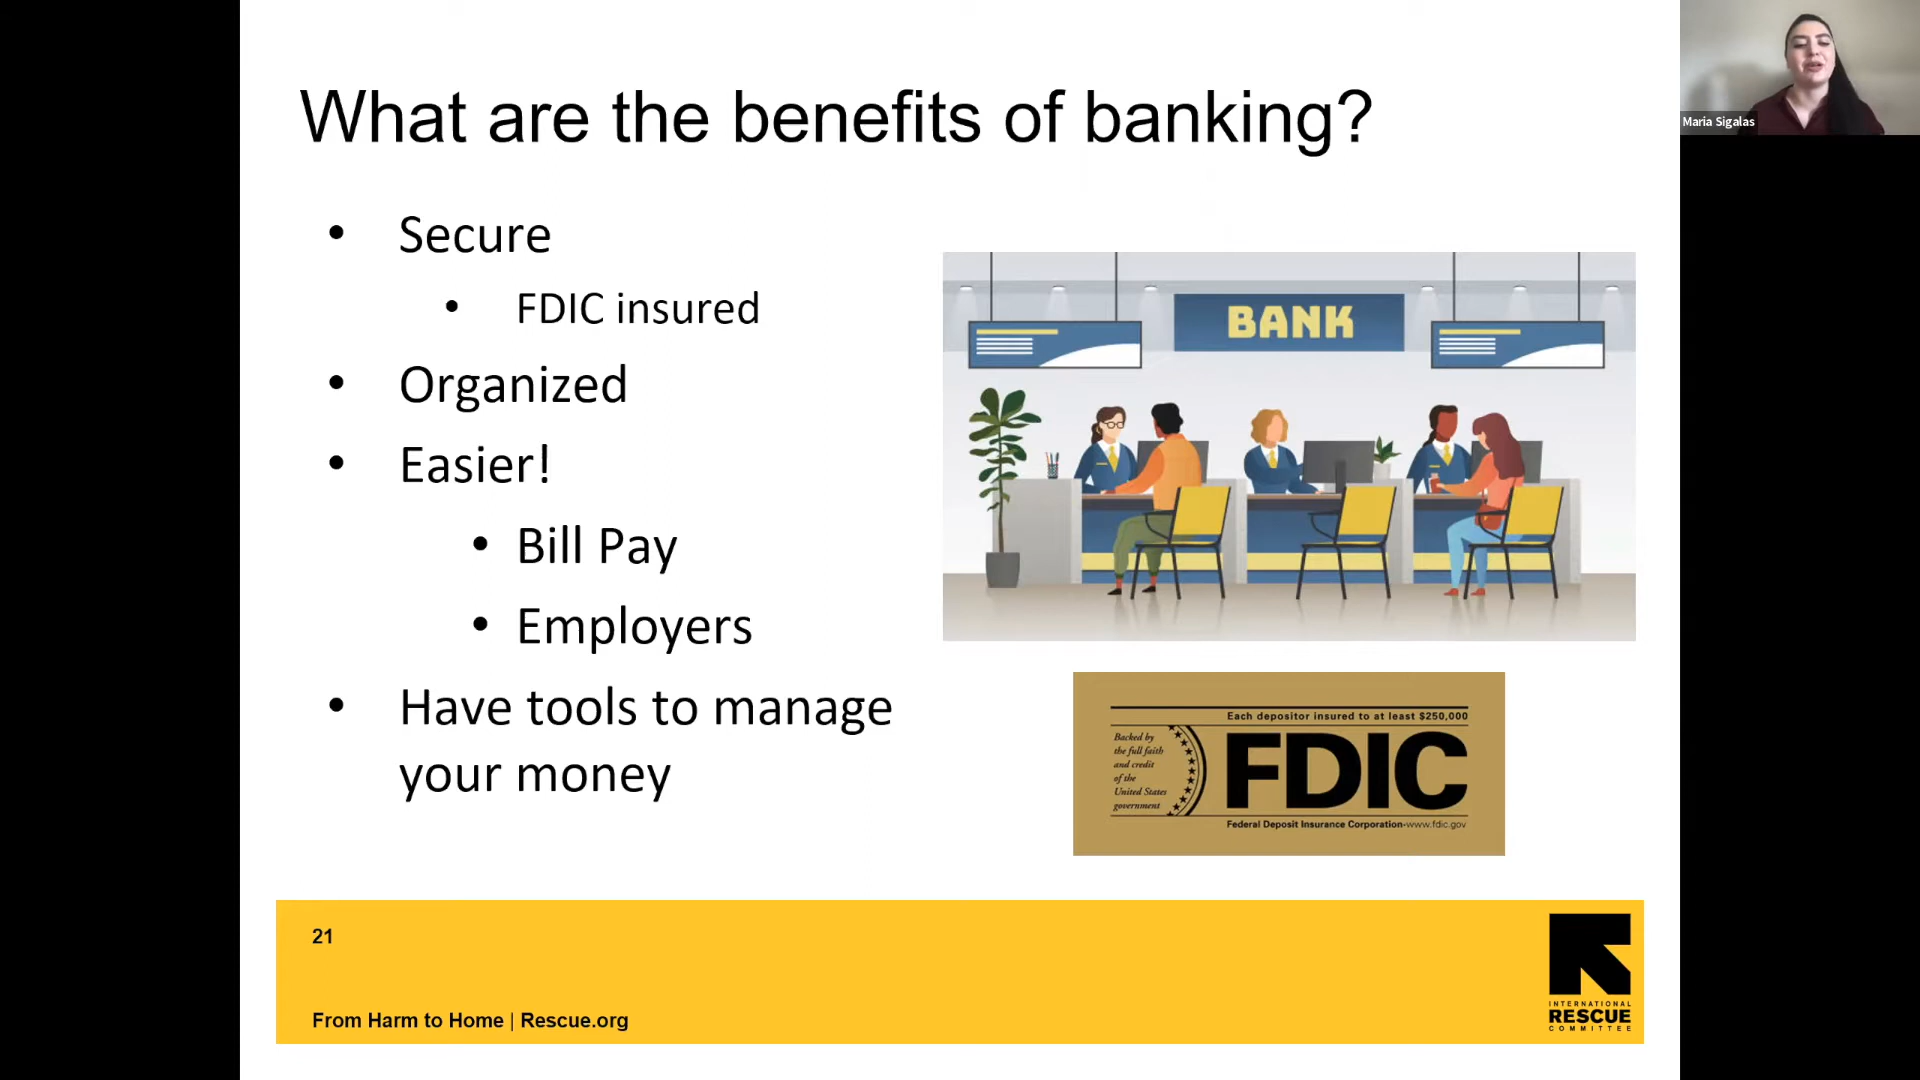 What are the benefits of banking?
Maria Sigalas
• Secure
• FDIC insured
• Organized
• Easier!
• Bill Pay
• Employers
• Have tools to manage
your money
BANK
Each depositor insured to at least $250,000
Backed by
the full faith
and credit
of the
United States
government
FDIC
Federal Deposit Insurance Corporation•www.fdic.gov
21
From Harm to Home | Rescue.org
INTERNATIONAL
RESCUE
COMMITTEE